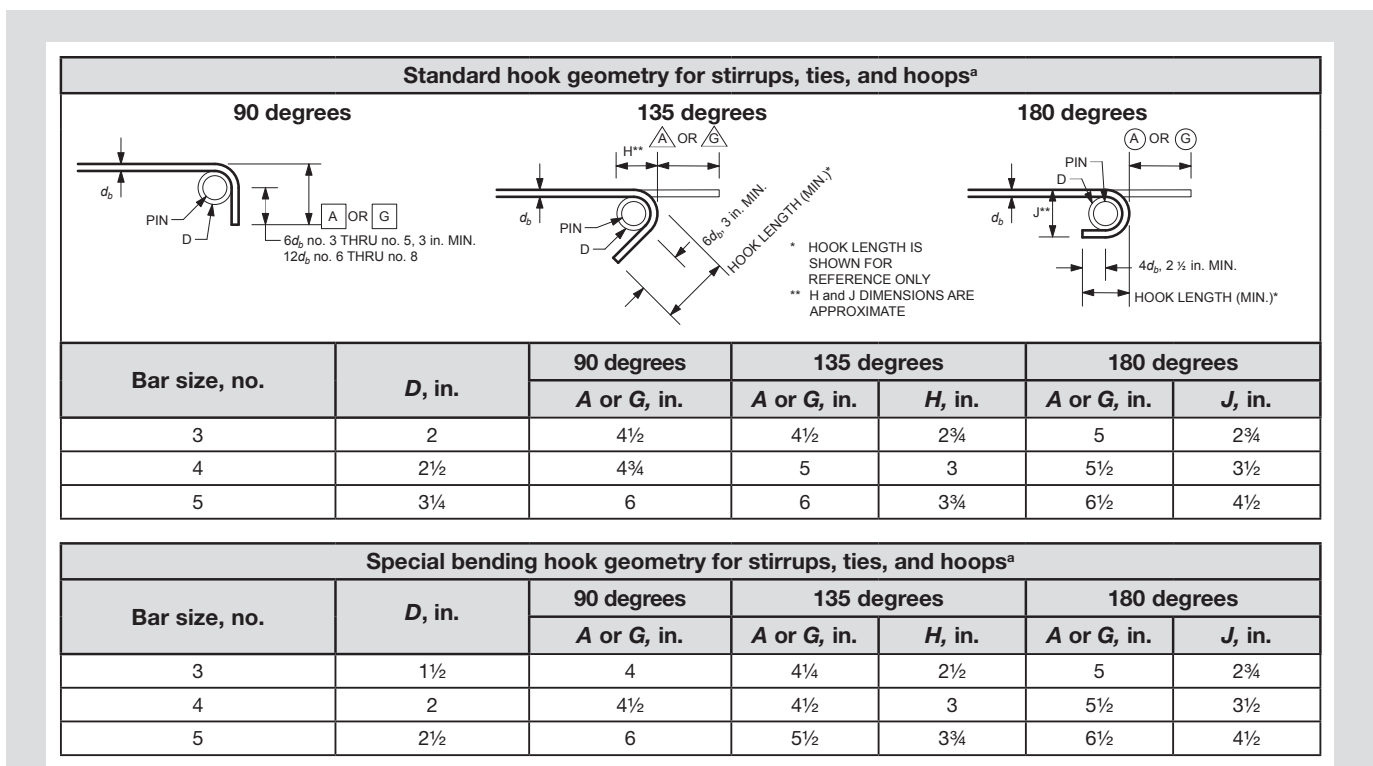 Standard hook geometry for stirrups, ties, and hoopsᵃ
90 degrees 135 degrees 180 degrees
d_b
PIN
D
A OR G
6d_b no. 3 THRU no. 5, 3 in. MIN.
12d_b no. 6 THRU no. 8
H**
A OR G
d_b
PIN
D
6d_b, 3 in. MIN.
HOOK LENGTH (MIN.)*
* HOOK LENGTH IS
SHOWN FOR
REFERENCE ONLY
** H and J DIMENSIONS ARE
APPROXIMATE
A OR G
PIN
D
d_b
J**
4d_b, 2 ½ in. MIN.
HOOK LENGTH (MIN.)*
Bar size, no. D, in. 90 degrees 135 degrees 180 degrees
A or G, in. A or G, in. H, in. A or G, in. J, in.
3 2 4½ 4½ 2¾ 5 2¾
4 2½ 4¾ 5 3 5½ 3½
5 3¼ 6 6 3¾ 6½ 4½
Special bending hook geometry for stirrups, ties, and hoopsᵃ
Bar size, no. D, in. 90 degrees 135 degrees 180 degrees
A or G, in. A or G, in. H, in. A or G, in. J, in.
3 1½ 4 4¼ 2½ 5 2¾
4 2 4½ 4½ 3 5½ 3½
5 2½ 6 5½ 3¾ 6½ 4½